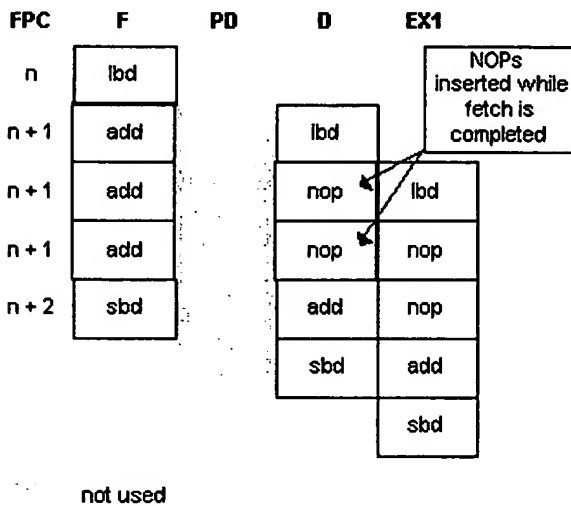 FPC F PD D EX1
n lbd
NOPs
inserted while
fetch is
completed
n + 1 add lbd
n + 1 add nop lbd
n + 1 add nop nop
n + 2 sbd add nop
sbd add
sbd
not used